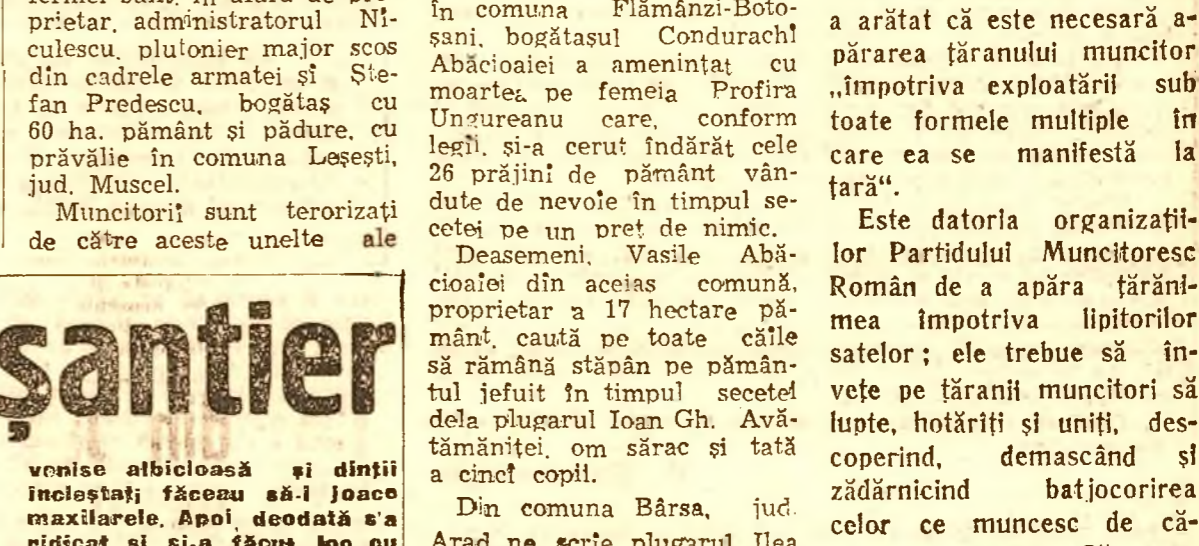 prietar, administratorul Ni-
culescu, plutonier major scos
din cadrele armatei și Ște-
fan Predescu, bogătaș cu
60 ha. pământ și pădure, cu
prăvălie în comuna Leșești,
jud. Muscel.
Muncitorii sunt terorizați
de către aceste unelte ale
șantier
venise albicioasă și dinții
încleștați făceau să-i joace
maxilarele. Apoi, deodată s'a
ridicat și și-a făcut loc cu
în comuna Flămânzi-Boto-
șani, bogătașul Condurachi
Abăcioaiei a amenințat cu
moartea pe femeia Profira
Ungureanu care, conform
legii, și-a cerut îndărăt cele
26 prăjini de pământ vân-
dute de nevoie în timpul se-
cetei pe un preț de nimic.
Deasemeni, Vasile Abă-
cioaiei din aceias comună,
proprietar a 17 hectare pă-
mânt, caută pe toate căile
să rămână stăpân pe pămân-
tul jefuit în timpul secetei
dela plugarul Ioan Gh. Avă-
tămăniței, om sărac și tată
a cinci copii.
Din comuna Bârsa, jud.
Arad ne scrie plugarul Ilea
a arătat că este necesară a-
părarea țăranului muncitor
„împotriva exploatării sub
toate formele multiple în
care ea se manifestă la
țară“.
Este datoria organizații-
lor Partidului Muncitoresc
Român de a apăra țărăni-
mea împotriva lipitorilor
satelor ; ele trebue să în-
vețe pe țăranii muncitori să
lupte, hotărîți și uniți, des-
coperind, demascând și
zădărnicind batjocorirea
celor ce muncesc de că-